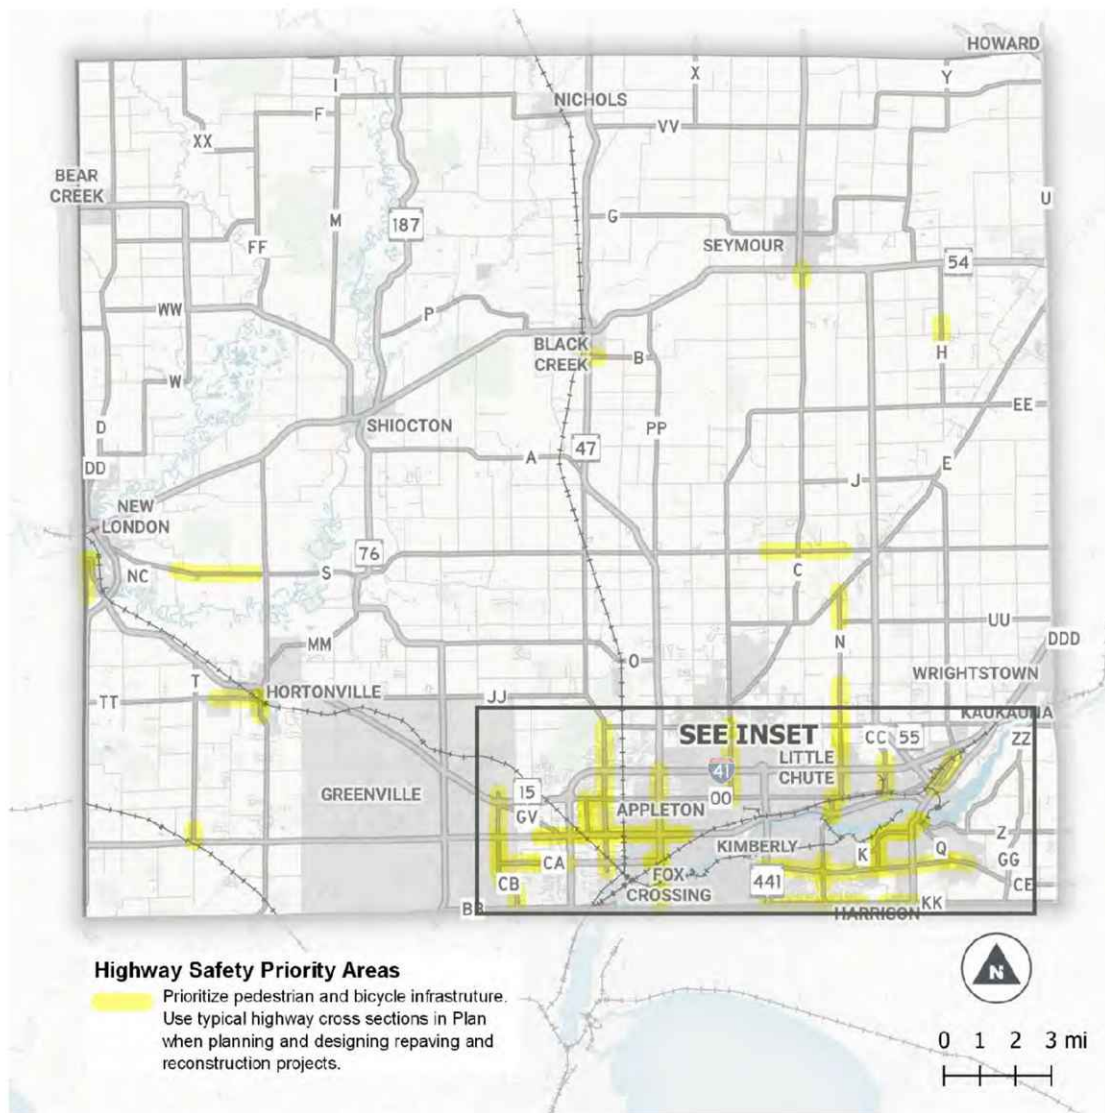 HOWARD
X
Y
I
NICHOLS
F
VV
XX
BEAR
CREEK
U
M
187
G
FF
SEYMOUR
54
WW
P
BLACK
CREEK
B
H
W
D
SHIOCTON
EE
PP
47
A
DD
E
J
NEW
LONDON
76
NC
S
C
UU
MM
N
DDD
O
T
WRIGHTSTOWN
TT
HORTONVILLE
JJ
KAUKAUNA
SEE INSET
CC 55
ZZ
LITTLE
CHUTE
41
15
OO
GREENVILLE
GV
APPLETON
KIMBERLY
Z
CA
K
Q
GG
CB
FOX
CROSSING
441
CE
BB
KK
HARRISON
Highway Safety Priority Areas
Prioritize pedestrian and bicycle infrastruture.
Use typical highway cross sections in Plan
when planning and designing repaving and
reconstruction projects.
N
0 1 2 3 mi